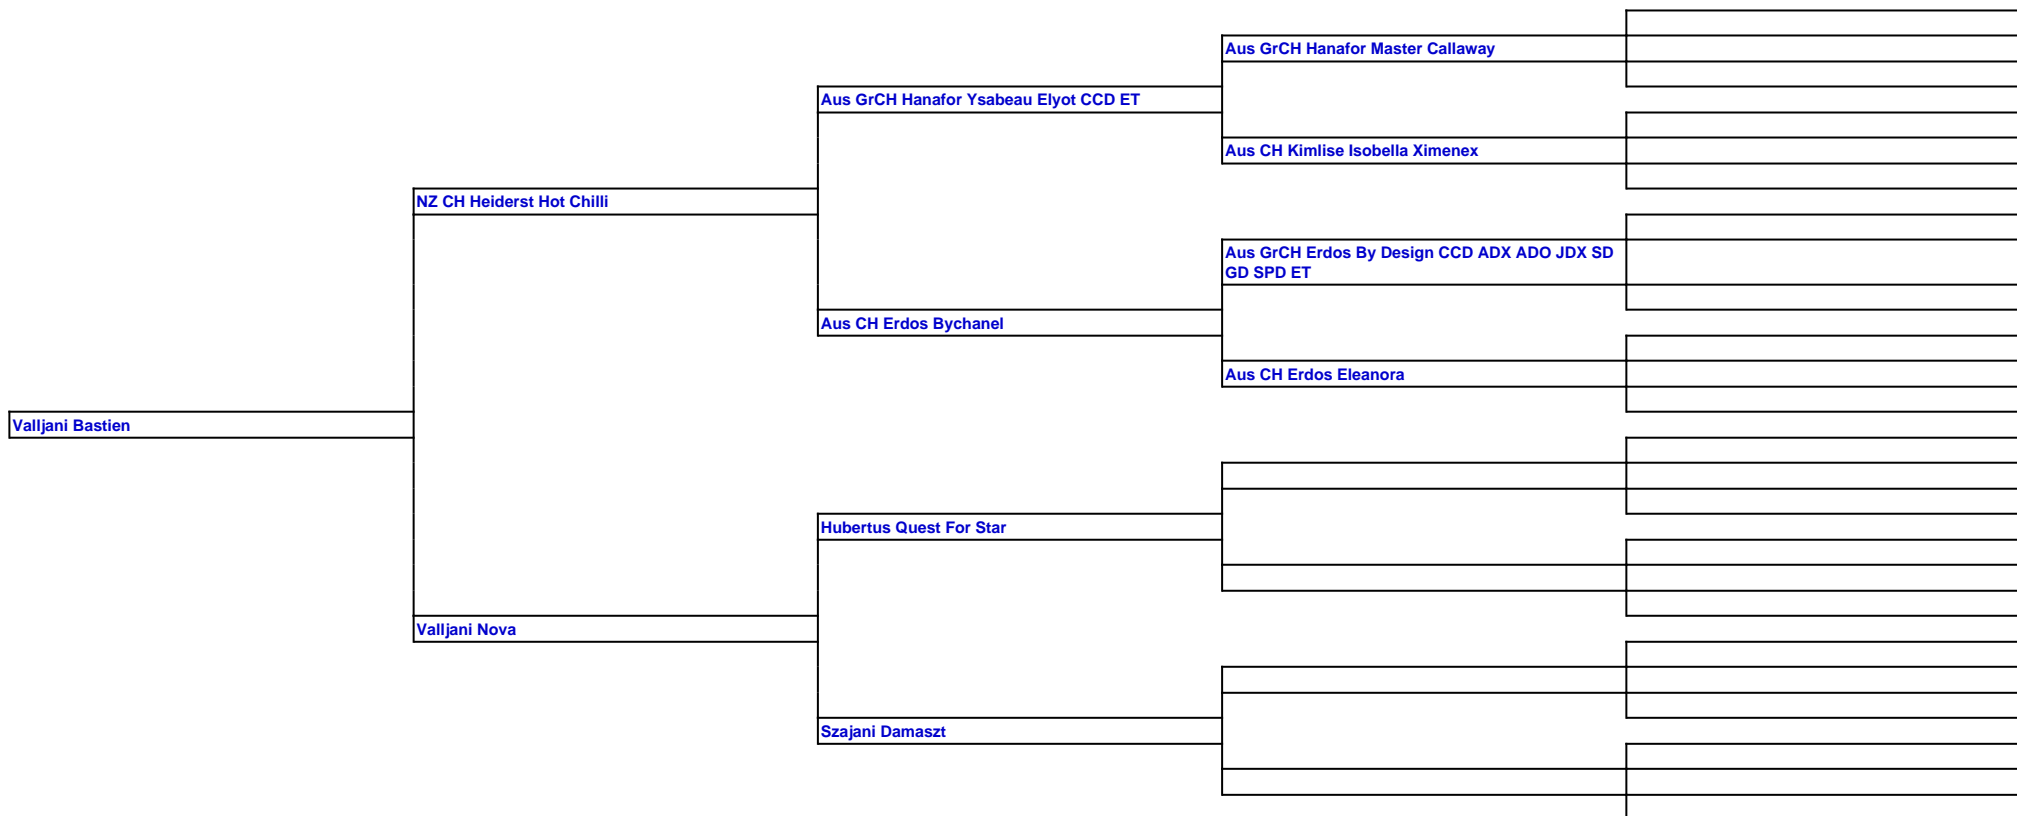 Aus GrCH Hanafor Master Callaway
Aus GrCH Hanafor Ysabeau Elyot CCD ET
Aus CH Kimlise Isobella Ximenex
NZ CH Heiderst Hot Chilli
Aus GrCH Erdos By Design CCD ADX ADO JDX SD
GD SPD ET
Aus CH Erdos Bychanel
Aus CH Erdos Eleanora
Valljani Bastien
Hubertus Quest For Star
Valljani Nova
Szajani Damaszt